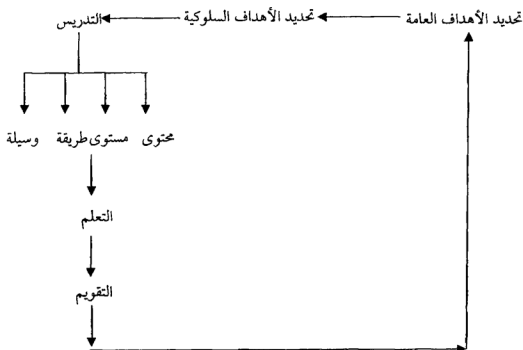 تحديد الأهداف العامة تحديد الأهداف السلوكية التدريس
محتوى مستوى طريقة وسيلة
التعلم
التقويم